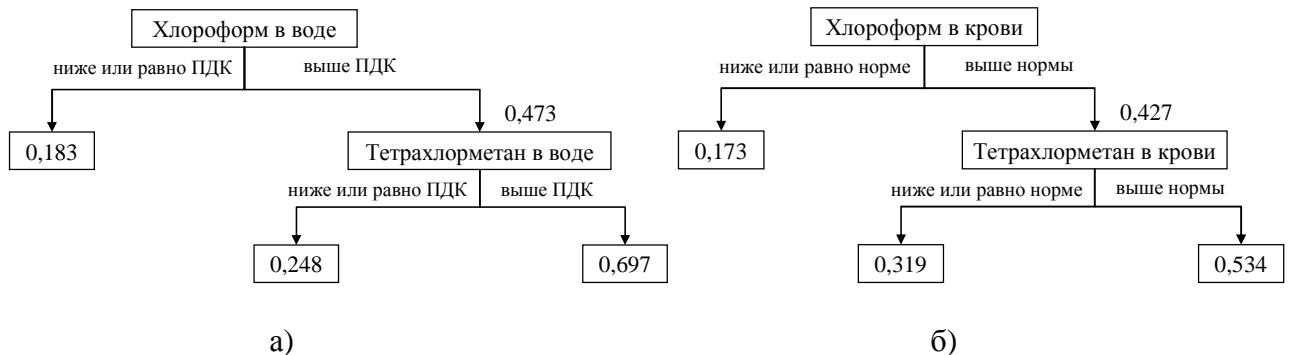 Хлороформ в воде
ниже или равно ПДК
выше ПДК
0,183
0,473
Тетрахлорметан в воде
ниже или равно ПДК
выше ПДК
0,248
0,697
а)
Хлороформ в крови
ниже или равно норме
выше нормы
0,173
0,427
Тетрахлорметан в крови
ниже или равно норме
выше нормы
0,319
0,534
б)